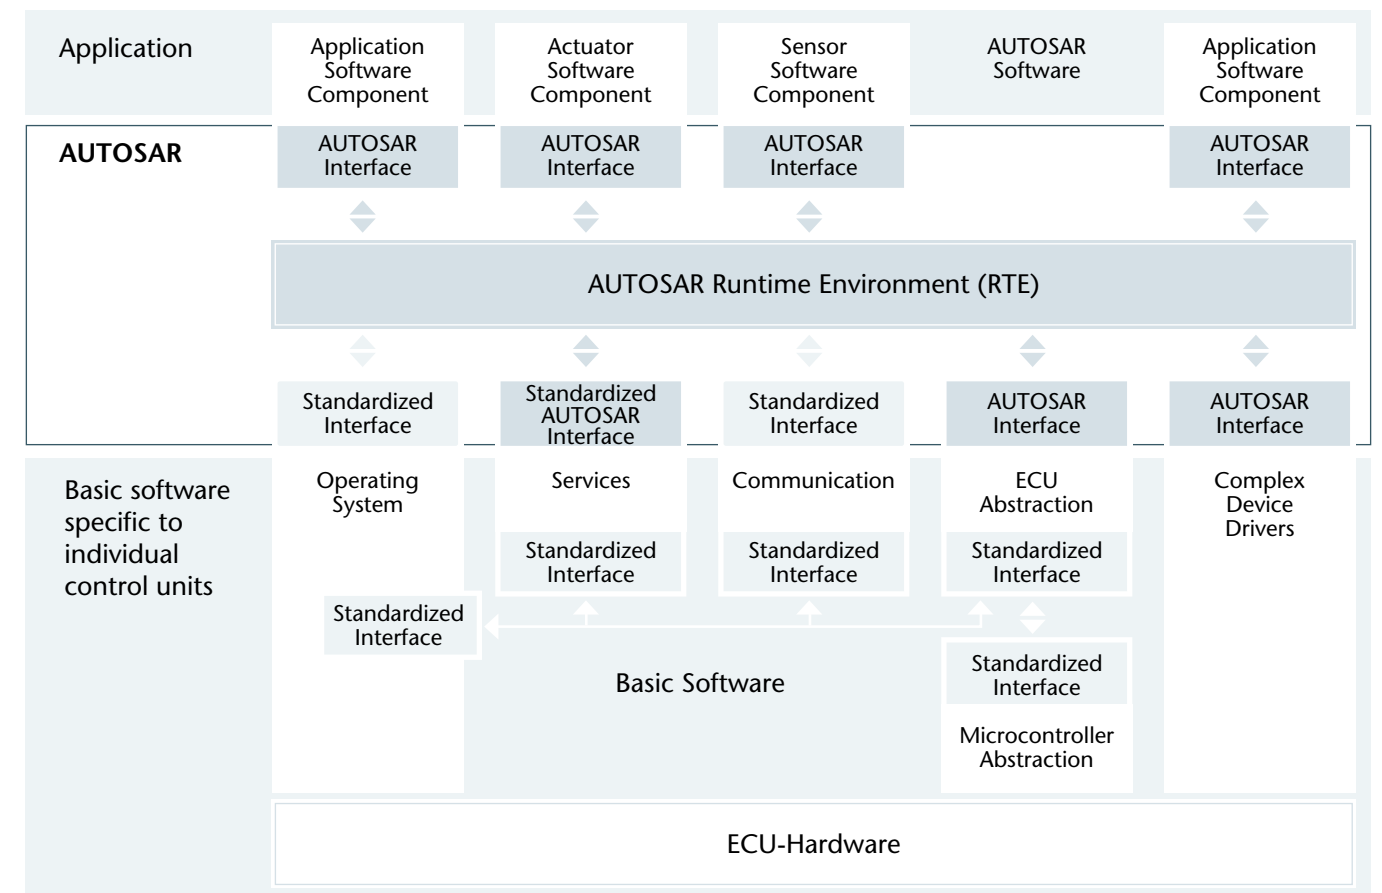 Application
Application
Software
Component
Actuator
Software
Component
Sensor
Software
Component
AUTOSAR
Software
Application
Software
Component
AUTOSAR
AUTOSAR
Interface
AUTOSAR
Interface
AUTOSAR
Interface
AUTOSAR
Interface
AUTOSAR Runtime Environment (RTE)
Standardized
Interface
Standardized
AUTOSAR
Interface
Standardized
Interface
AUTOSAR
Interface
AUTOSAR
Interface
Basic software
specific to
individual
control units
Operating
System
Services
Communication
ECU
Abstraction
Complex
Device
Drivers
Standardized
Interface
Standardized
Interface
Standardized
Interface
Standardized
Interface
Basic Software
Standardized
Interface
Microcontroller
Abstraction
ECU-Hardware